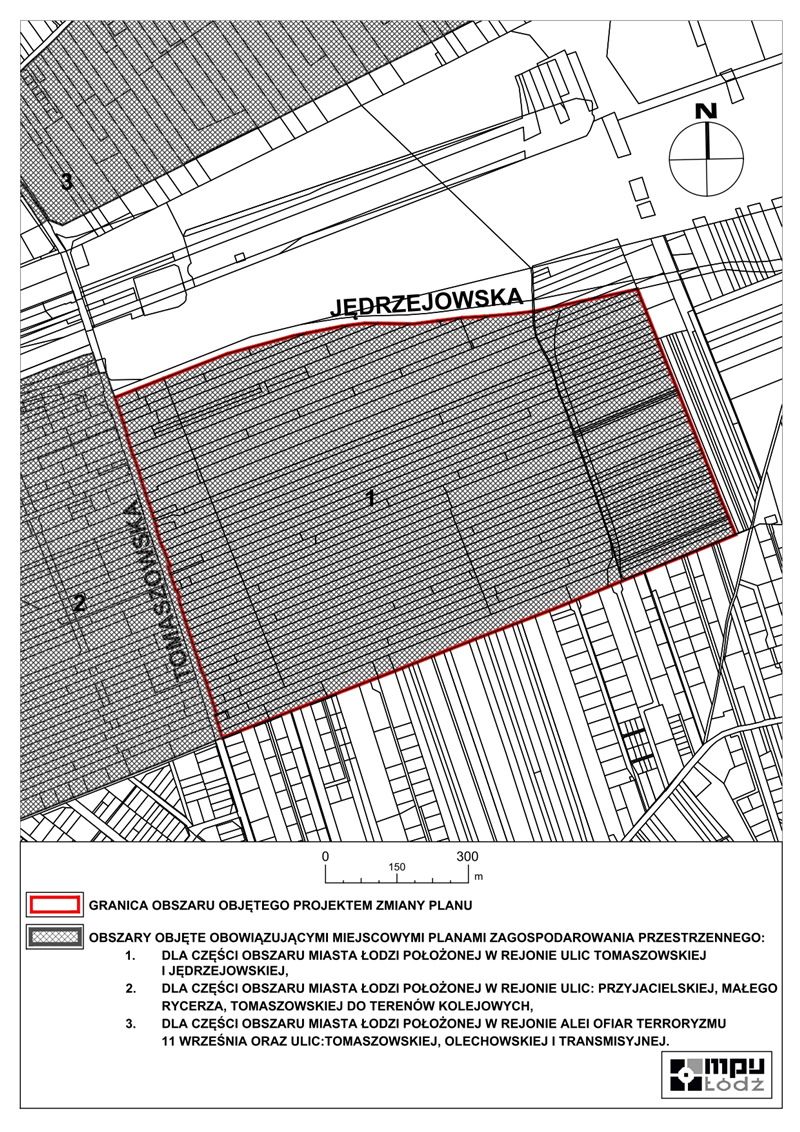 N
3
JĘDRZEJOWSKA
1
TOMASZOWSKA
2
0 150 300 m
GRANICA OBSZARU OBJĘTEGO PROJEKTEM ZMIANY PLANU
OBSZARY OBJĘTE OBOWIĄZUJĄCYMI MIEJSCOWYMI PLANAMI ZAGOSPODAROWANIA PRZESTRZENNEGO:
1. DLA CZĘŚCI OBSZARU MIASTA ŁODZI POŁOŻONEJ W REJONIE ULIC TOMASZOWSKIEJ
I JĘDRZEJOWSKIEJ,
2. DLA CZĘŚCI OBSZARU MIASTA ŁODZI POŁOŻONEJ W REJONIE ULIC: PRZYJACIELSKIEJ, MAŁEGO
RYCERZA, TOMASZOWSKIEJ DO TERENÓW KOLEJOWYCH,
3. DLA CZĘŚCI OBSZARU MIASTA ŁODZI POŁOŻONEJ W REJONIE ALEI OFIAR TERRORYZMU
11 WRZEŚNIA ORAZ ULIC:TOMASZOWSKIEJ, OLECHOWSKIEJ I TRANSMISYJNEJ.
mpu
Łódź